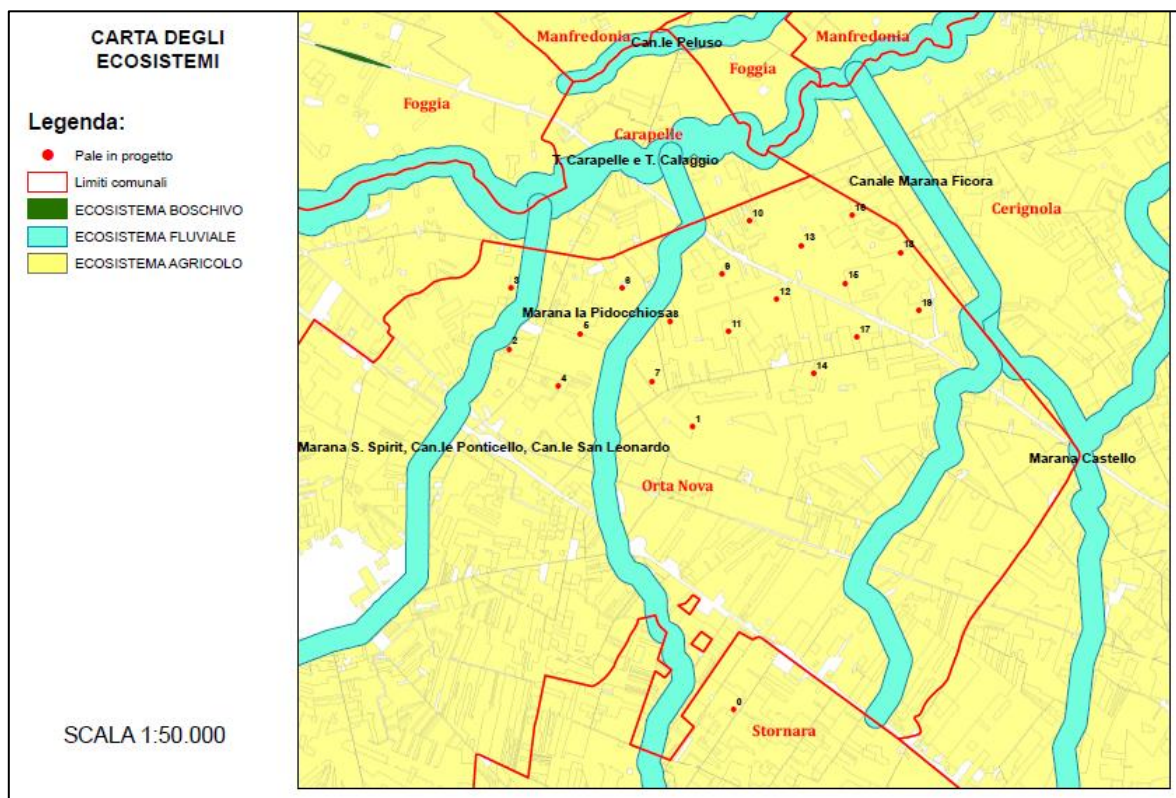 CARTA DEGLI
ECOSISTEMI
Legenda:
Pale in progetto
Limiti comunali
ECOSISTEMA BOSCHIVO
ECOSISTEMA FLUVIALE
ECOSISTEMA AGRICOLO
SCALA 1:50.000
Manfredonia
Manfredonia
Can.le Peluso
Foggia
Foggia
Carapelle
T. Carapelle e T. Calaggio
Canale Marana Ficora
Cerignola
10
16
13
18
9
3
6
15
12
19
Marana la Pidocchiosa
8
5
11
17
2
14
4
7
1
Marana S. Spirit, Can.le Ponticello, Can.le San Leonardo
Marana Castello
Orta Nova
0
Stornara